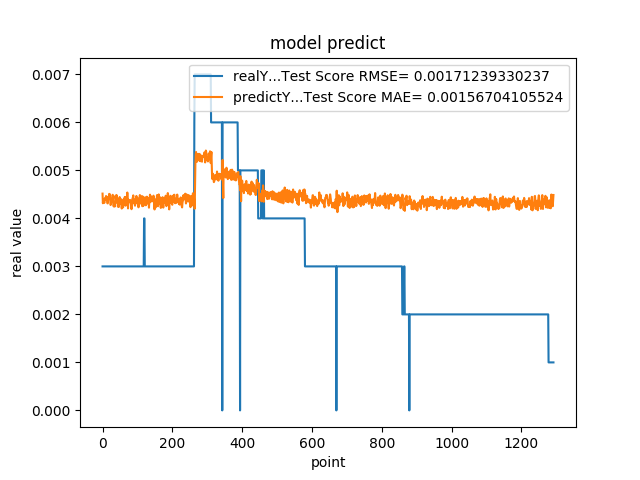 model predict
realY...Test Score RMSE= 0.00171239330237
predictY...Test Score MAE= 0.00156704105524
real value
0.007
0.006
0.005
0.004
0.003
0.002
0.001
0.000
0 200 400 600 800 1000 1200
point